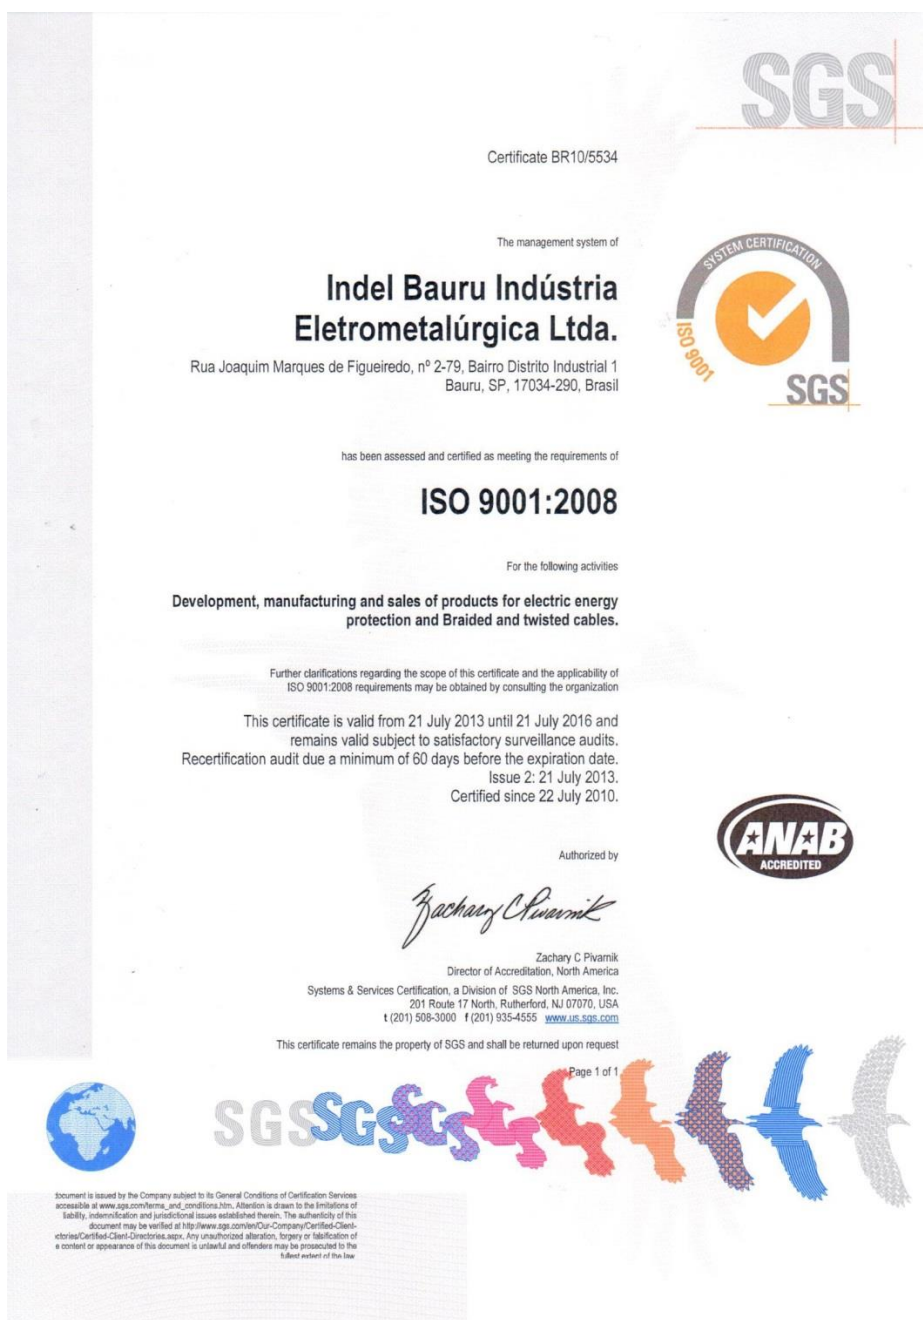 SGS
Certificate BR10/5534
The management system of
Indel Bauru Indústria
Eletrometalúrgica Ltda.
Rua Joaquim Marques de Figueiredo, nº 2-79, Bairro Distrito Industrial 1
Bauru, SP, 17034-290, Brasil
SYSTEM CERTIFICATION
ISO 9001
SGS
has been assessed and certified as meeting the requirements of
ISO 9001:2008
For the following activities
Development, manufacturing and sales of products for electric energy
protection and Braided and twisted cables.
Further clarifications regarding the scope of this certificate and the applicability of
ISO 9001:2008 requirements may be obtained by consulting the organization
This certificate is valid from 21 July 2013 until 21 July 2016 and
remains valid subject to satisfactory surveillance audits.
Recertification audit due a minimum of 60 days before the expiration date.
Issue 2: 21 July 2013.
Certified since 22 July 2010.
ANAB
ACCREDITED
Authorized by
Zachary C Pivarnik
Zachary C Pivarnik
Director of Accreditation, North America
Systems & Services Certification, a Division of SGS North America, Inc.
201 Route 17 North, Rutherford, NJ 07070, USA
t (201) 508-3000 f (201) 935-4555 www.us.sgs.com
This certificate remains the property of SGS and shall be returned upon request
Page 1 of 1
SGS SGS SGS
document is issued by the Company subject to its General Conditions of Certification Services
accessible at www.sgs.com/terms_and_conditions.htm. Attention is drawn to the limitations of
liability, indemnification and jurisdictional issues established therein. The authenticity of this
document may be verified at http://www.sgs.com/en/Our-Company/Certified-Client-
ctories/Certified-Client-Directories.aspx. Any unauthorized alteration, forgery or falsification of
e content or appearance of this document is unlawful and offenders may be prosecuted to the
fullest extent of the law.